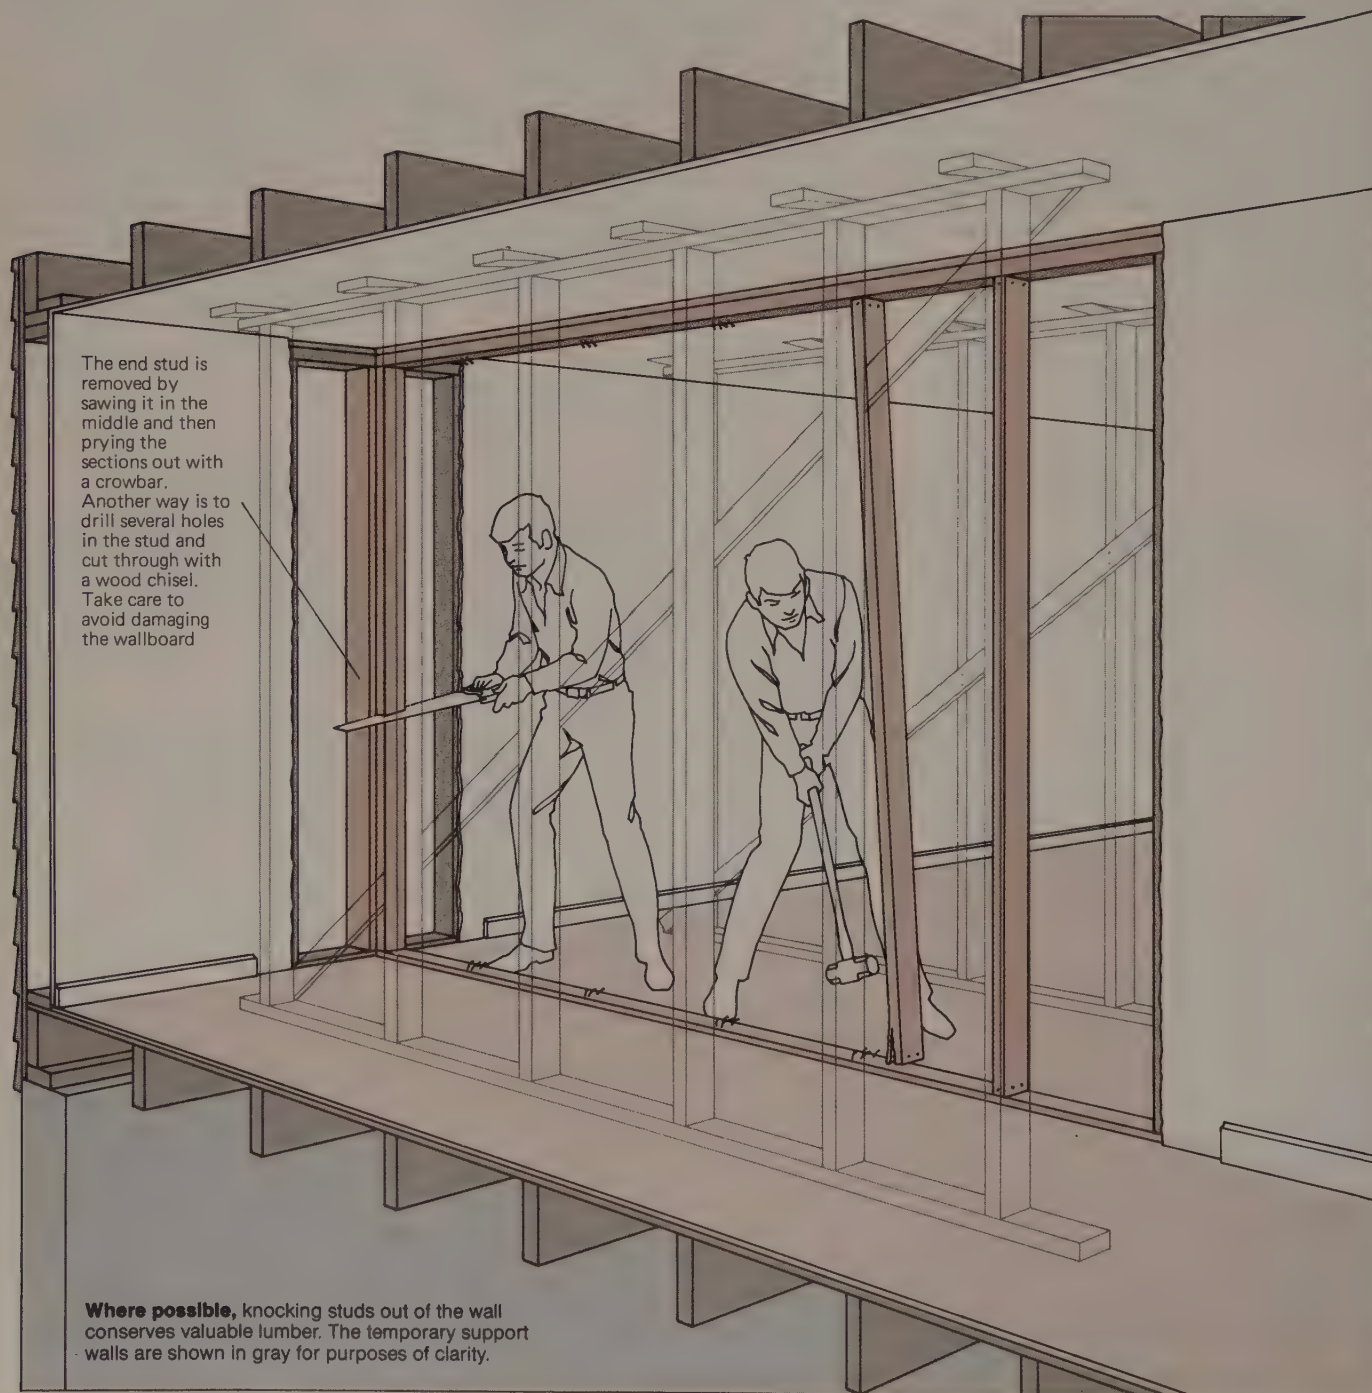 The end stud is
removed by
sawing it in the
middle and then
prying the
sections out with
a crowbar.
Another way is to
drill several holes
in the stud and
cut through with
a wood chisel.
Take care to
avoid damaging
the wallboard
Where possible, knocking studs out of the wall
conserves valuable lumber. The temporary support
walls are shown in gray for purposes of clarity.